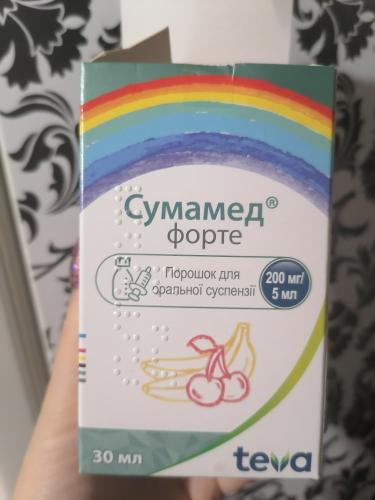 Сумамед®
форте
Порошок для
оральної суспензії
200 мг/
5 мл
30 мл
teva